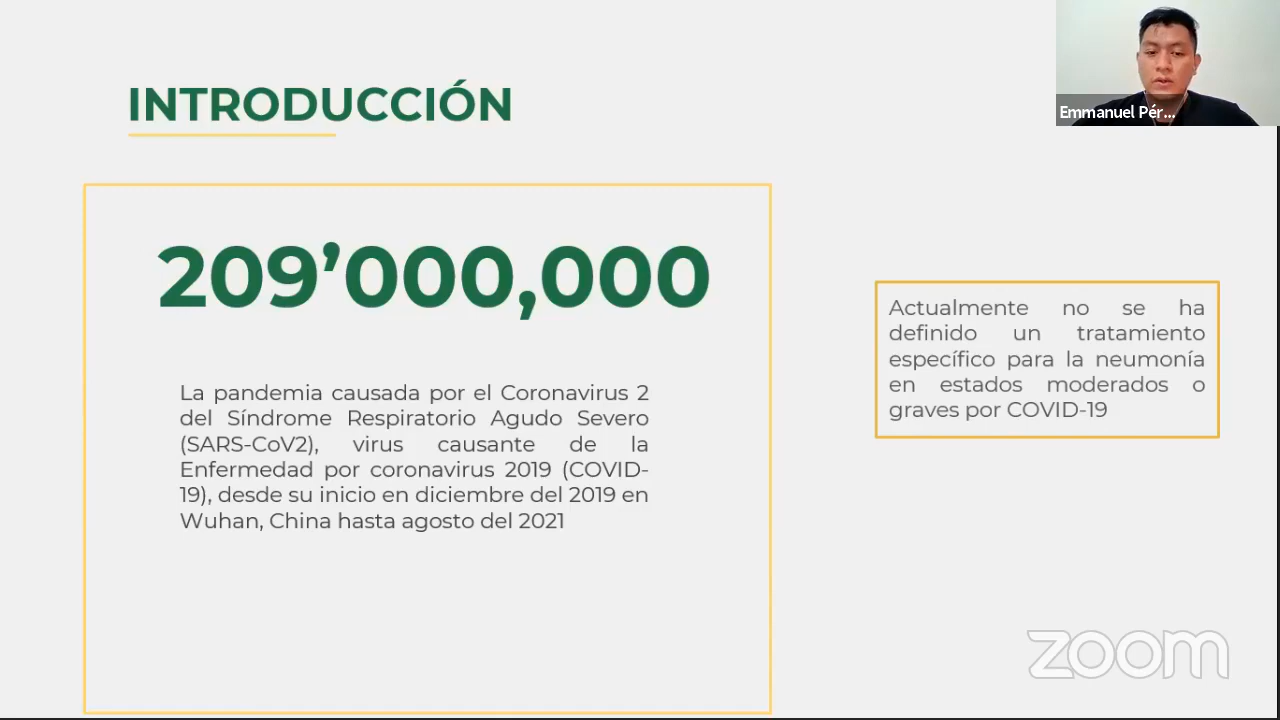 INTRODUCCIÓN
Emmanuel Pér...
209’000,000
La pandemia causada por el Coronavirus 2
del Síndrome Respiratorio Agudo Severo
(SARS-CoV2), virus causante de la
Enfermedad por coronavirus 2019 (COVID-
19), desde su inicio en diciembre del 2019 en
Wuhan, China hasta agosto del 2021
Actualmente no se ha
definido un tratamiento
específico para la neumonía
en estados moderados o
graves por COVID-19
zoom